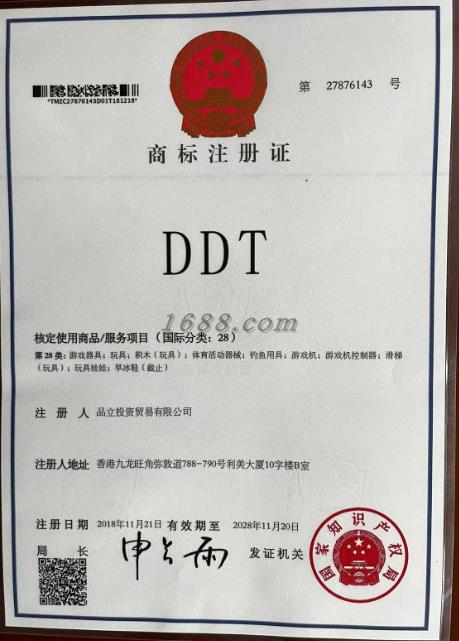 第 27876143 号
*TMZC27876143D01T181218*
商标注册证
DDT
1688.com
核定使用商品/服务项目(国际分类:28)
第28类:游戏器具;玩具;积木(玩具);体育活动器械;钓鱼用具;游戏机;游戏机控制器;滑梯
(玩具);玩具娃娃;旱冰鞋(截止)
注 册 人 品立投资贸易有限公司
注册人地址 香港九龙旺角弥敦道788-790号利美大厦10字楼B室
注册日期 2018年11月21日 有效期至 2028年11月20日
局 长 申长雨 发证机关
国家知识产权局